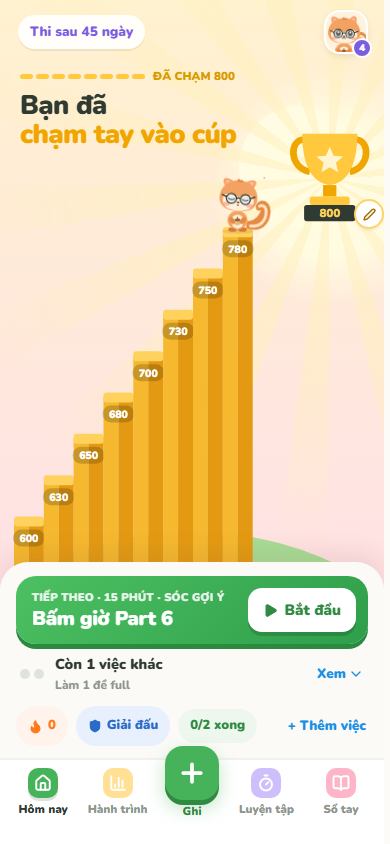 Thi sau 45 ngày
4
ĐÃ CHẠM 800
Bạn đã
chạm tay vào cúp
800
780
750
730
700
680
650
630
600
TIẾP THEO · 15 PHÚT · SÓC GỢI Ý
Bấm giờ Part 6
Bắt đầu
Còn 1 việc khác
Làm 1 đề full
Xem
0
Giải đấu
0/2 xong
+ Thêm việc
Hôm nay
Hành trình
Ghi
Luyện tập
Sổ tay